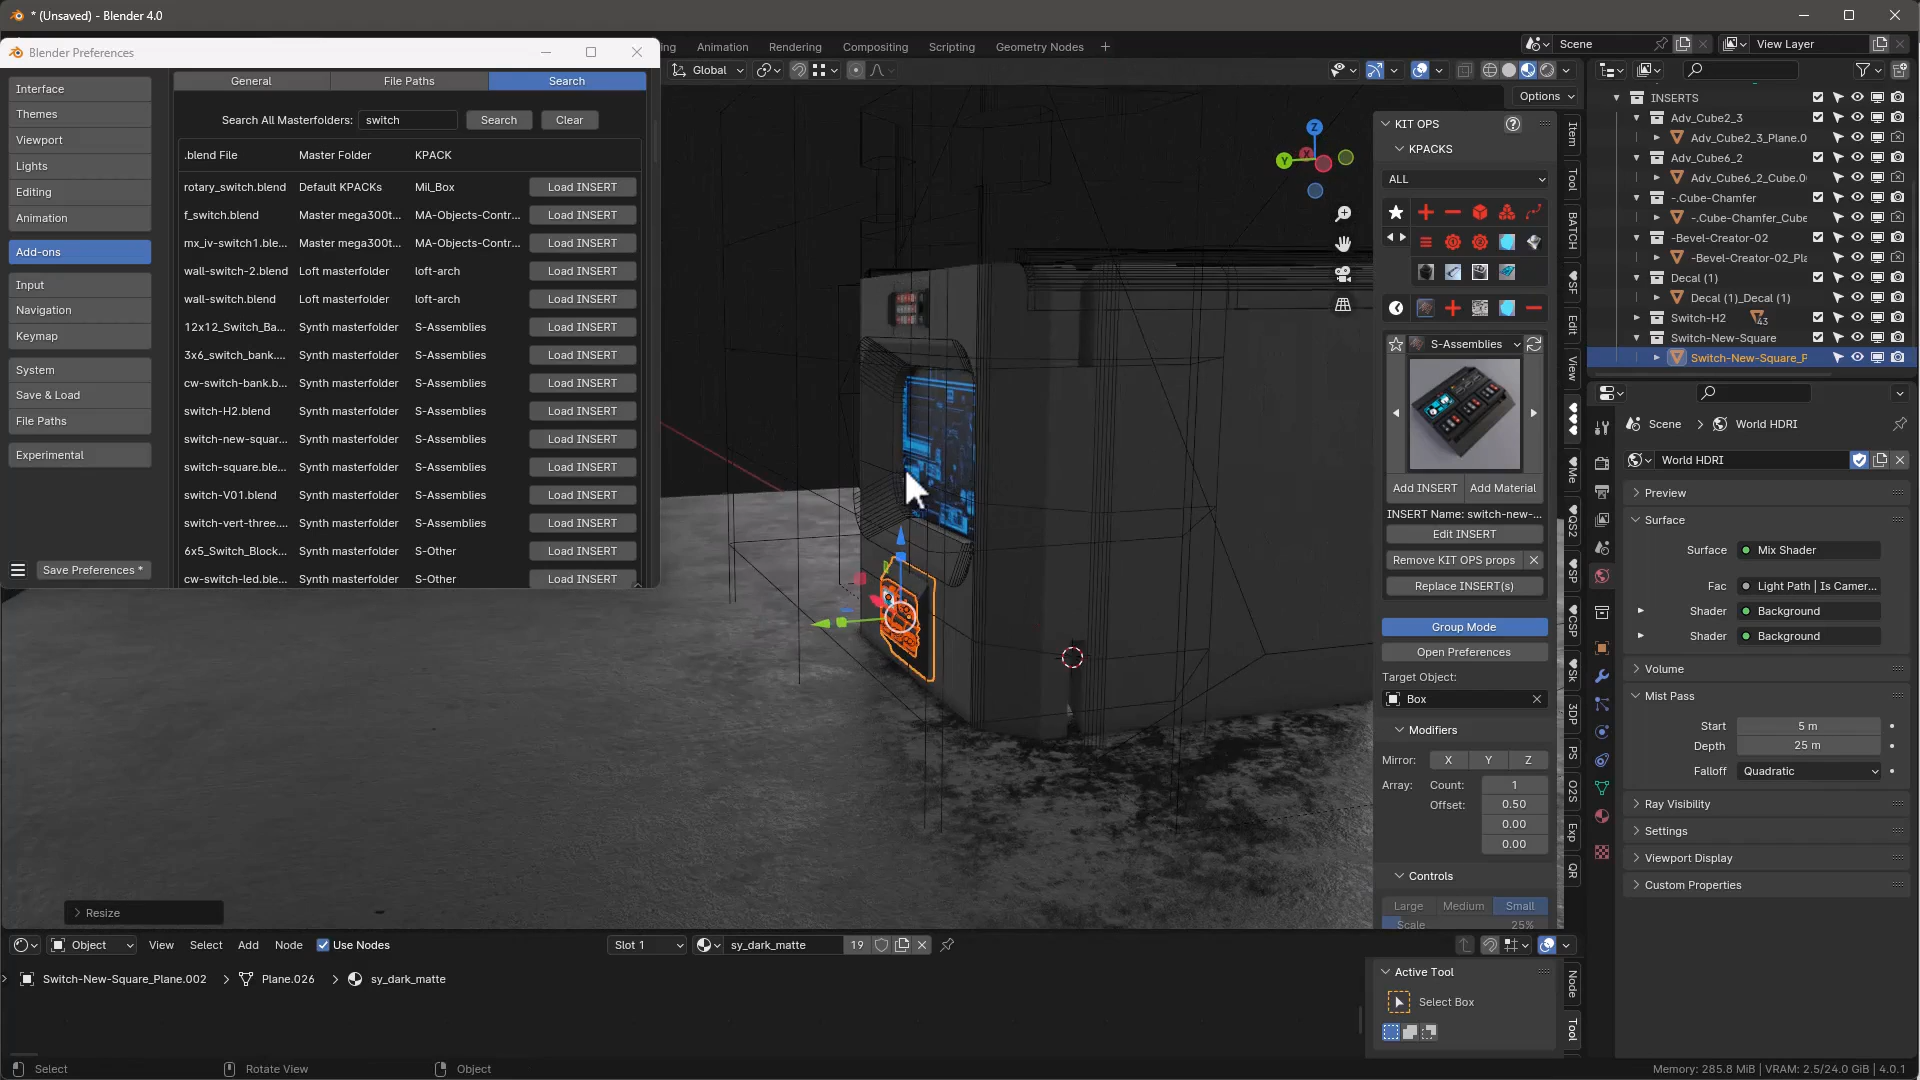 * (Unsaved) - Blender 4.0
Blender Preferences
ing
Animation
Rendering
Compositing
Scripting
Geometry Nodes
+
Scene
View Layer
Global
Options
Interface
Themes
Viewport
Lights
Editing
Animation
Add-ons
Input
Navigation
Keymap
System
Save & Load
File Paths
Experimental
Save Preferences *
General
File Paths
Search
Search All Masterfolders:
switch
Search
Clear
.blend File Master Folder KPACK
rotary_switch.blend Default KPACKs Mil_Box Load INSERT
f_switch.blend Master mega300t... MA-Objects-Contr... Load INSERT
mx_iv-switch1.ble... Master mega300t... MA-Objects-Contr... Load INSERT
wall-switch-2.blend Loft masterfolder loft-arch Load INSERT
wall-switch.blend Loft masterfolder loft-arch Load INSERT
12x12_Switch_Ba... Synth masterfolder S-Assemblies Load INSERT
3x6_switch_bank.... Synth masterfolder S-Assemblies Load INSERT
cw-switch-bank.b... Synth masterfolder S-Assemblies Load INSERT
switch-H2.blend Synth masterfolder S-Assemblies Load INSERT
switch-new-squar... Synth masterfolder S-Assemblies Load INSERT
switch-square.ble... Synth masterfolder S-Assemblies Load INSERT
switch-V01.blend Synth masterfolder S-Assemblies Load INSERT
switch-vert-three.... Synth masterfolder S-Assemblies Load INSERT
6x5_Switch_Block... Synth masterfolder S-Other Load INSERT
cw-switch-led.ble... Synth masterfolder S-Other Load INSERT
Z
Y
X
KIT OPS
KPACKS
ALL
S-Assemblies
Add INSERT
Add Material
INSERT Name: switch-new-...
Edit INSERT
Remove KIT OPS props
Replace INSERT(s)
Group Mode
Open Preferences
Target Object:
Box
Modifiers
Mirror: X Y Z
Array: Count: 1
Offset: 0.50
0.00
0.00
Controls
Large Medium Small
Scale 25%
Item
Tool
BATCH
SF
Edit
View
Me
QS2
SP
CSP
Sk
3DP
PS
O2S
Exp
QR
INSERTS
Adv_Cube2_3
Adv_Cube2_3_Plane.0
Adv_Cube6_2
Adv_Cube6_2_Cube.0
-.Cube-Chamfer
-.Cube-Chamfer_Cube
-Bevel-Creator-02
-Bevel-Creator-02_Pla
Decal (1)
Decal (1)_Decal (1)
Switch-H2
43
Switch-New-Square
Switch-New-Square_P
Scene
World HDRI
World HDRI
Preview
Surface
Surface Mix Shader
Fac Light Path | Is Camer...
Shader Background
Shader Background
Volume
Mist Pass
Start 5 m
Depth 25 m
Falloff Quadratic
Ray Visibility
Settings
Viewport Display
Custom Properties
Resize
Object
View
Select
Add
Node
Use Nodes
Slot 1
sy_dark_matte
19
Switch-New-Square_Plane.002
Plane.026
sy_dark_matte
Active Tool
Select Box
Node
Tool
Select
Rotate View
Object
Memory: 285.8 MiB | VRAM: 2.5/24.0 GiB | 4.0.1